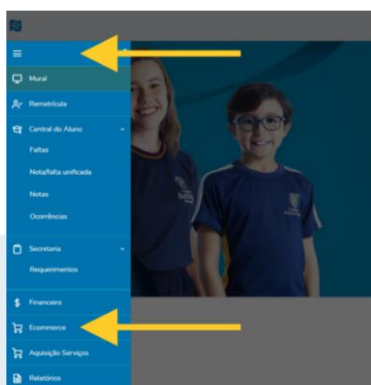 Mural
Rematrícula
Central do Aluno
Faltas
Nota/falta unificada
Notas
Ocorrências
Secretaria
Requerimentos
Financeiro
Ecommerce
Aquisição Serviços
Relatórios